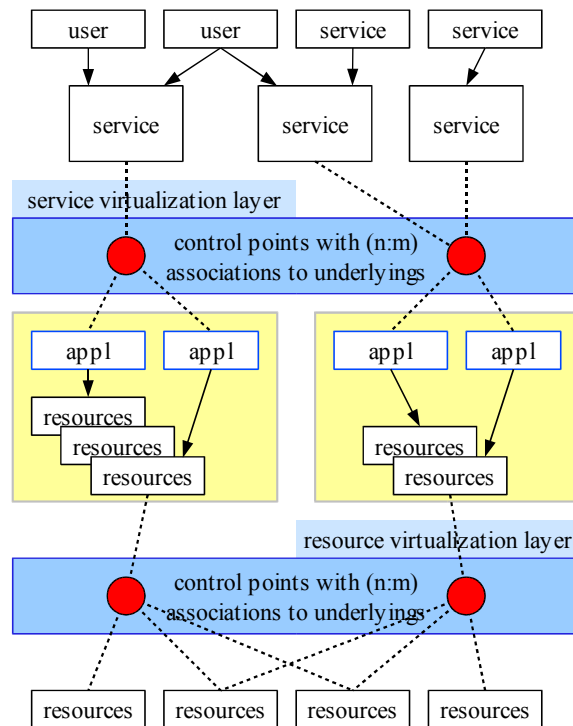 user
user
service
service
service
service
service
service virtualization layer
control points with (n:m)
associations to underlyings
appl
appl
appl
appl
resources
resources
resources
resources
resources
resource virtualization layer
control points with (n:m)
associations to underlyings
resources
resources
resources
resources